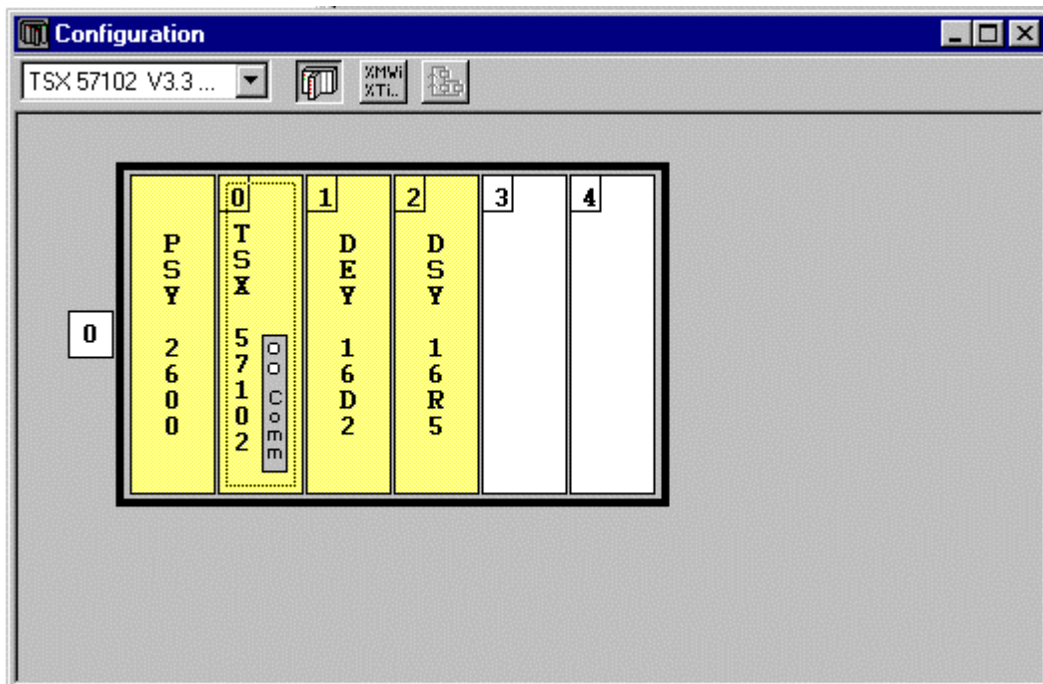 Configuration
TSX 57102 V3.3 ...
XMWi
XTi..
0
PSY 2600
0
TSX 57102
Comm
1
DEY 16D2
2
DSY 16R5
3
4